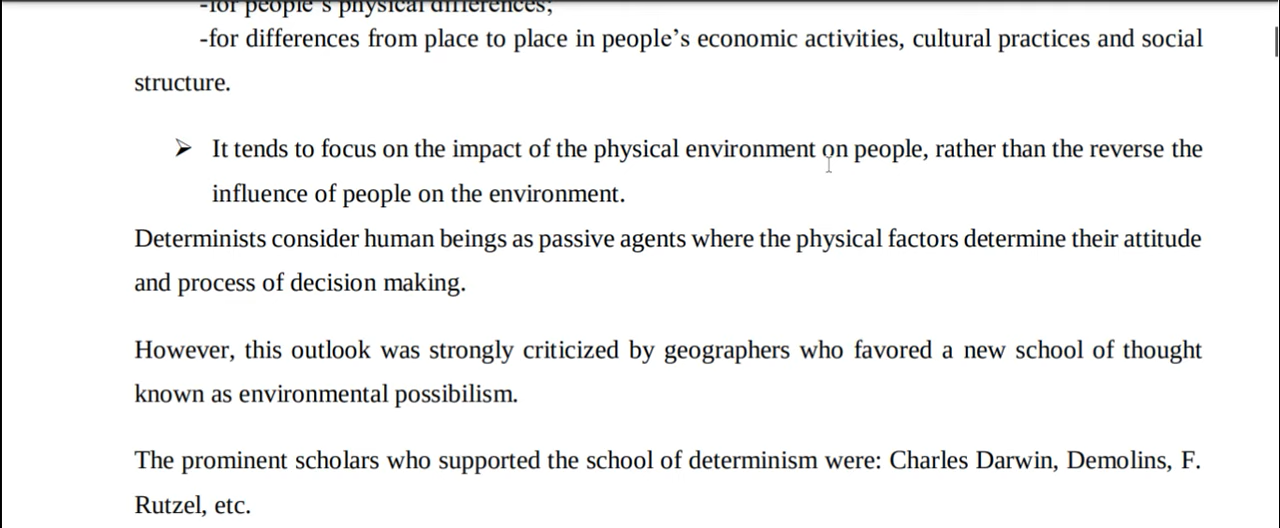 -for people's physical differences;
-for differences from place to place in people's economic activities, cultural practices and social
structure.
➢ It tends to focus on the impact of the physical environment on people, rather than the reverse the
influence of people on the environment.
Determinists consider human beings as passive agents where the physical factors determine their attitude
and process of decision making.
However, this outlook was strongly criticized by geographers who favored a new school of thought
known as environmental possibilism.
The prominent scholars who supported the school of determinism were: Charles Darwin, Demolins, F.
Rutzel, etc.